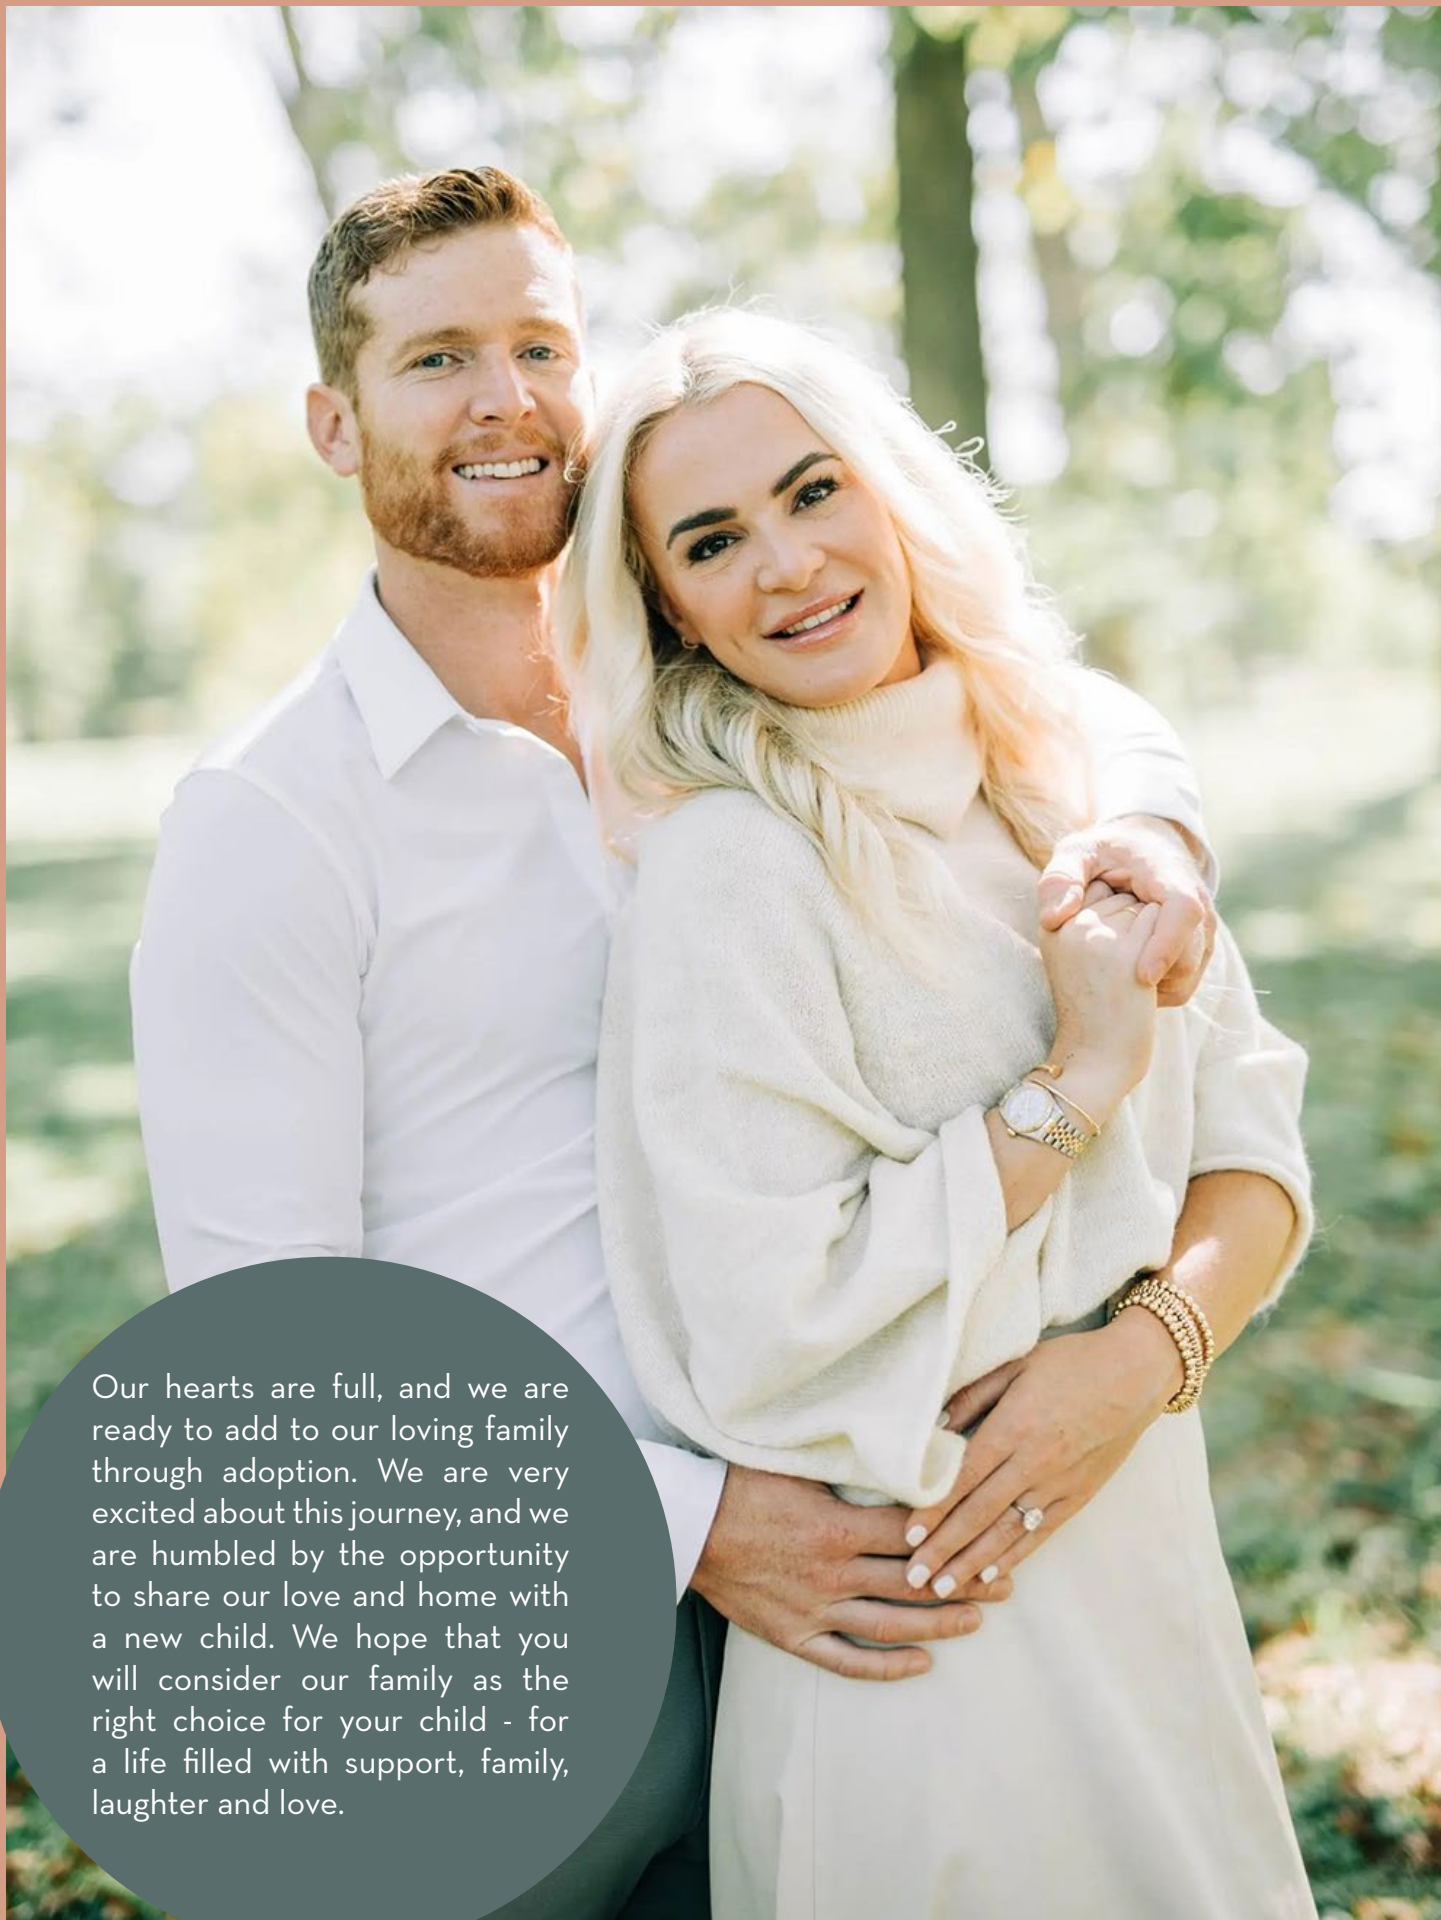 Our hearts are full, and we are
ready to add to our loving family
through adoption. We are very
excited about this journey, and we
are humbled by the opportunity
to share our love and home with
a new child. We hope that you
will consider our family as the
right choice for your child - for
a life filled with support, family,
laughter and love.